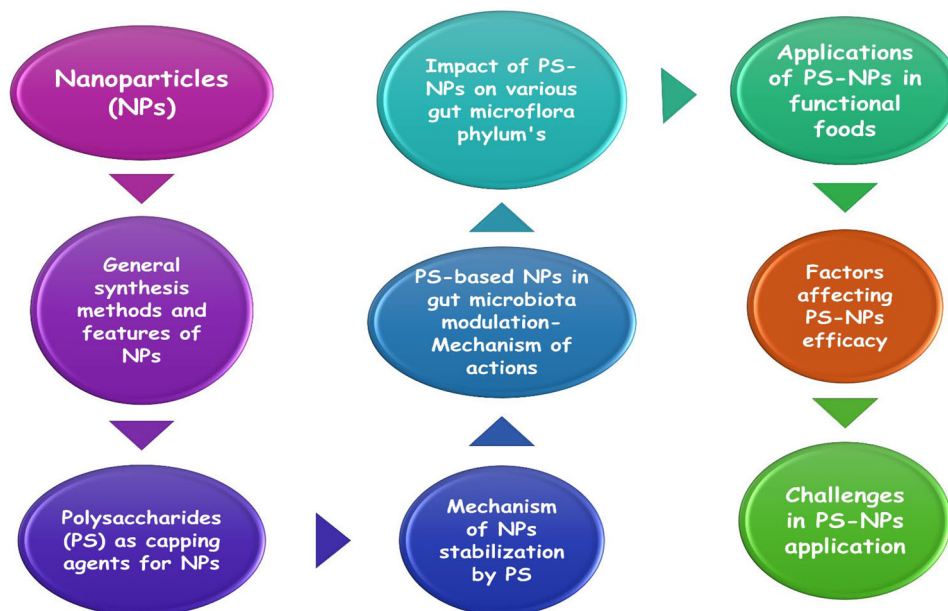 Nanoparticles
(NPs)
General
synthesis
methods and
features of
NPs
Polysaccharides
(PS) as capping
agents for NPs
Mechanism
of NPs
stabilization
by PS
PS-based NPs in
gut microbiota
modulation-
Mechanism of
actions
Impact of PS-
NPs on various
gut microflora
phylum's
Applications
of PS-NPs in
functional
foods
Factors
affecting
PS-NPs
efficacy
Challenges
in PS-NPs
application